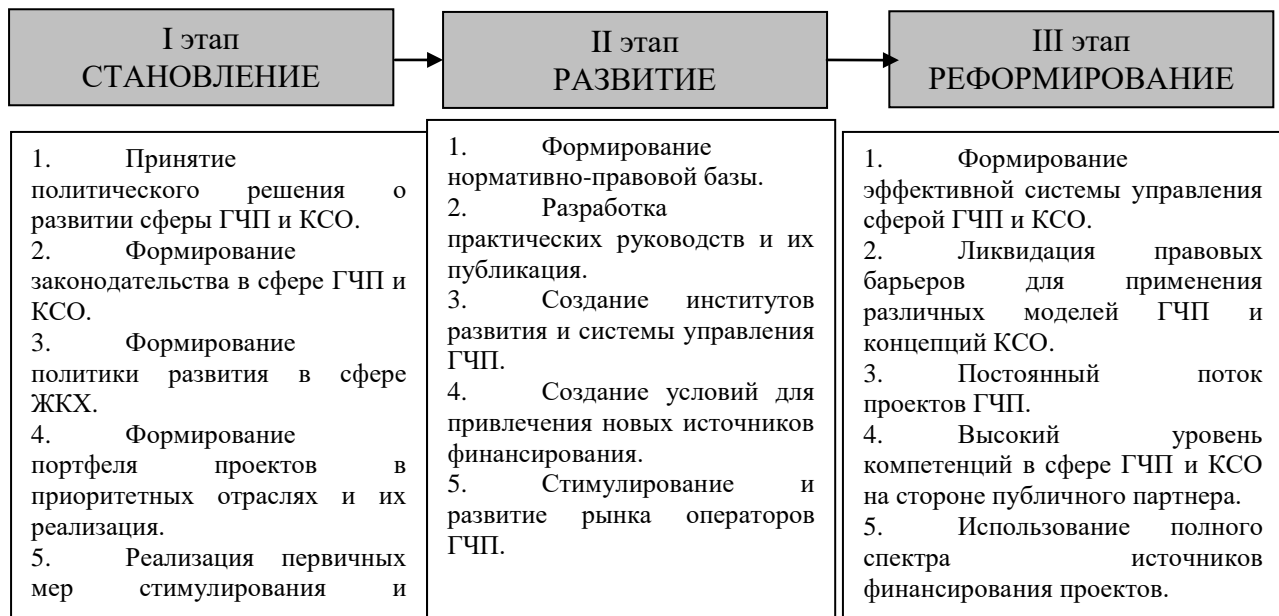 I этап
СТАНОВЛЕНИЕ
II этап
РАЗВИТИЕ
III этап
РЕФОРМИРОВАНИЕ
1. Принятие
политического решения о
развитии сферы ГЧП и КСО.
2. Формирование
законодательства в сфере ГЧП и
КСО.
3. Формирование
политики развития в сфере
ЖКХ.
4. Формирование
портфеля проектов в
приоритетных отраслях и их
реализация.
5. Реализация первичных
мер стимулирования и
1. Формирование
нормативно-правовой базы.
2. Разработка
практических руководств и их
публикация.
3. Создание институтов
развития и системы управления
ГЧП.
4. Создание условий для
привлечения новых источников
финансирования.
5. Стимулирование и
развитие рынка операторов
ГЧП.
1. Формирование
эффективной системы управления
сферой ГЧП и КСО.
2. Ликвидация правовых
барьеров для применения
различных моделей ГЧП и
концепций КСО.
3. Постоянный поток
проектов ГЧП.
4. Высокий уровень
компетенций в сфере ГЧП и КСО
на стороне публичного партнера.
5. Использование полного
спектра источников
финансирования проектов.